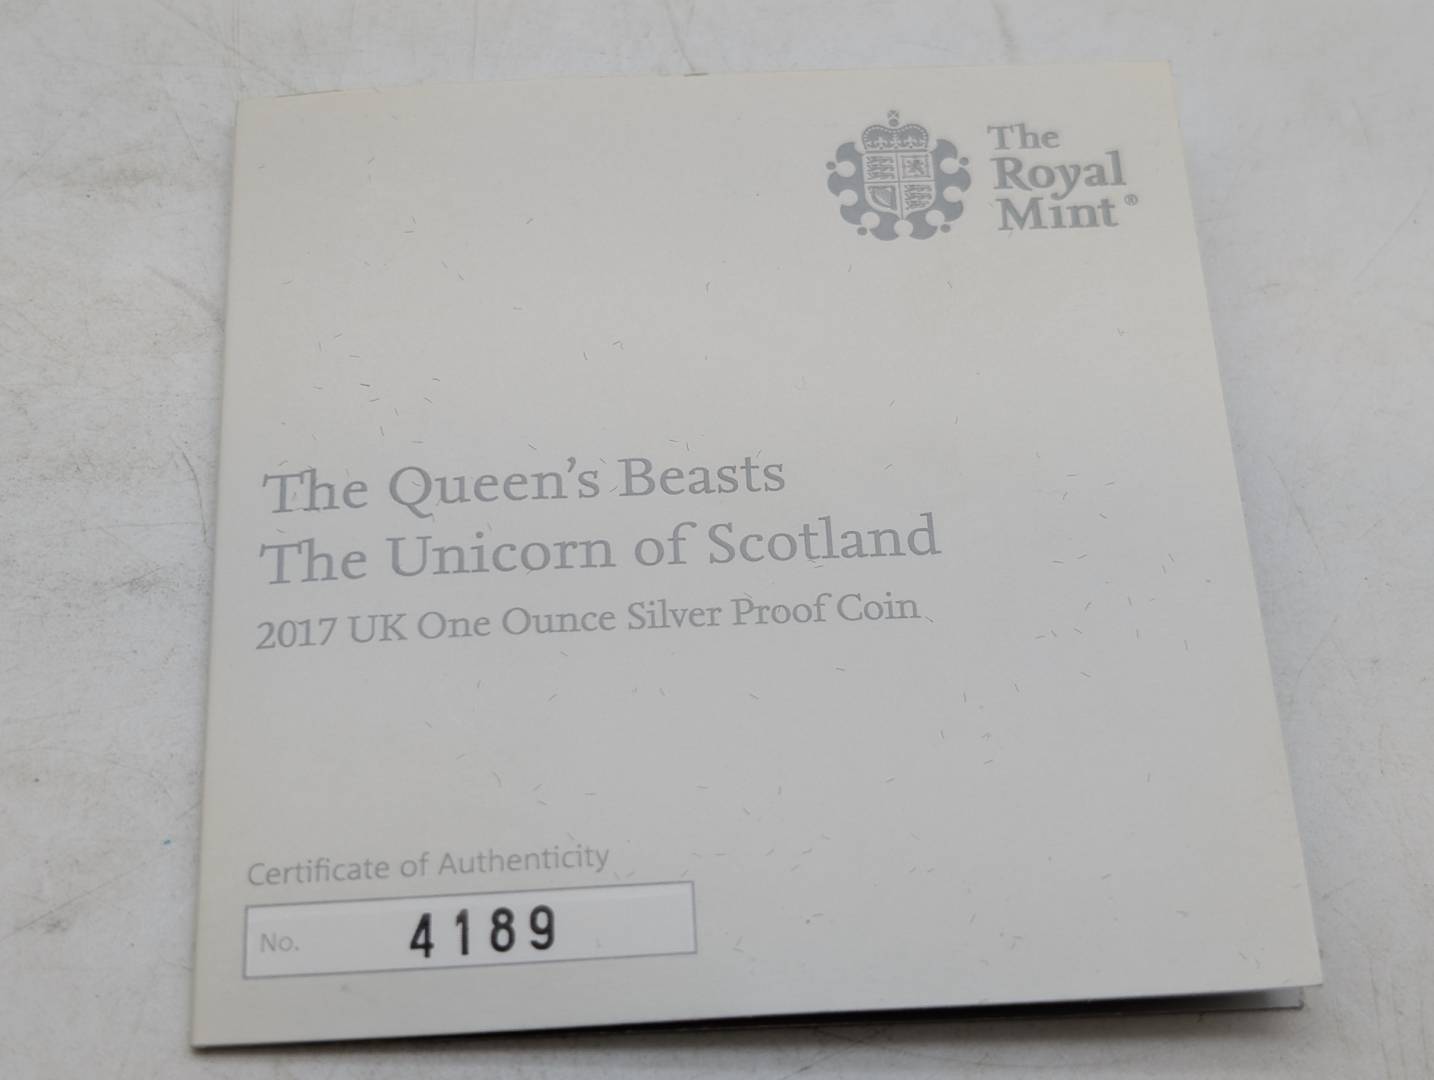 The
Royal
Mint®
The Queen's Beasts
The Unicorn of Scotland
2017 UK One Ounce Silver Proof Coin
Certificate of Authenticity
No. 4189